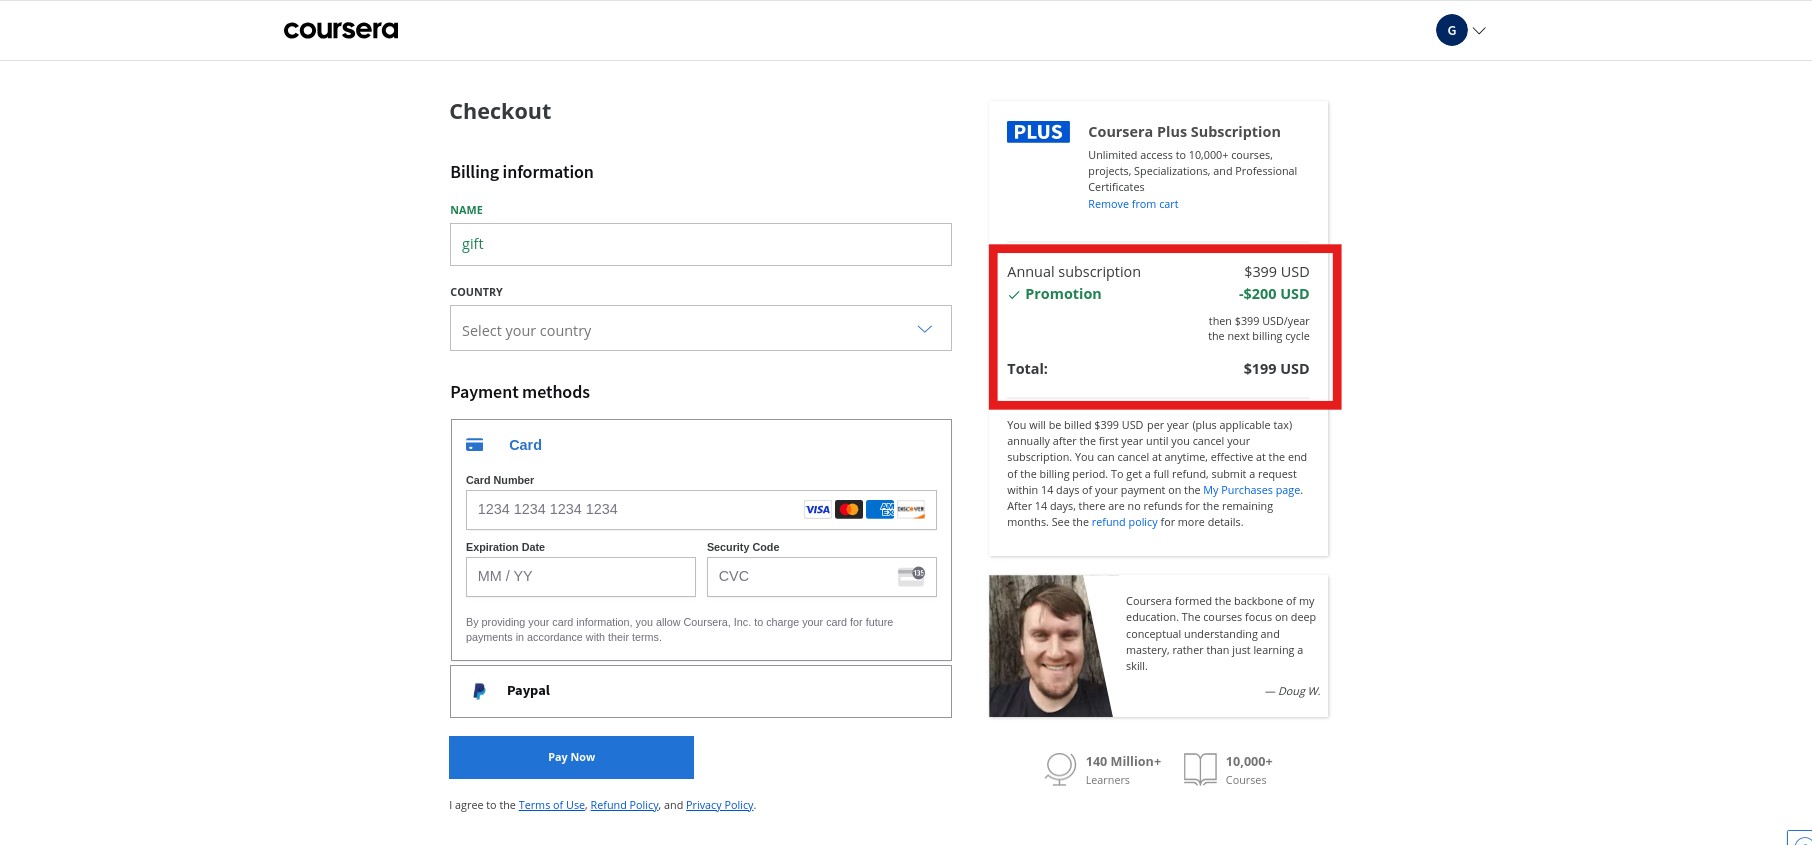 coursera
G
Checkout
Billing information
NAME
gift
COUNTRY
Select your country
Payment methods
Card
Card Number
1234 1234 1234 1234
VISA
AM
EX
DISCOVER
Expiration Date
Security Code
MM / YY
CVC
135
By providing your card information, you allow Coursera, Inc. to charge your card for future
payments in accordance with their terms.
Paypal
Pay Now
I agree to the Terms of Use, Refund Policy, and Privacy Policy.
PLUS
Coursera Plus Subscription
Unlimited access to 10,000+ courses,
projects, Specializations, and Professional
Certificates
Remove from cart
Annual subscription $399 USD
Promotion -$200 USD
then $399 USD/year
the next billing cycle
Total: $199 USD
You will be billed $399 USD per year (plus applicable tax)
annually after the first year until you cancel your
subscription. You can cancel at anytime, effective at the end
of the billing period. To get a full refund, submit a request
within 14 days of your payment on the My Purchases page.
After 14 days, there are no refunds for the remaining
months. See the refund policy for more details.
Coursera formed the backbone of my
education. The courses focus on deep
conceptual understanding and
mastery, rather than just learning a
skill.
— Doug W.
140 Million+
Learners
10,000+
Courses